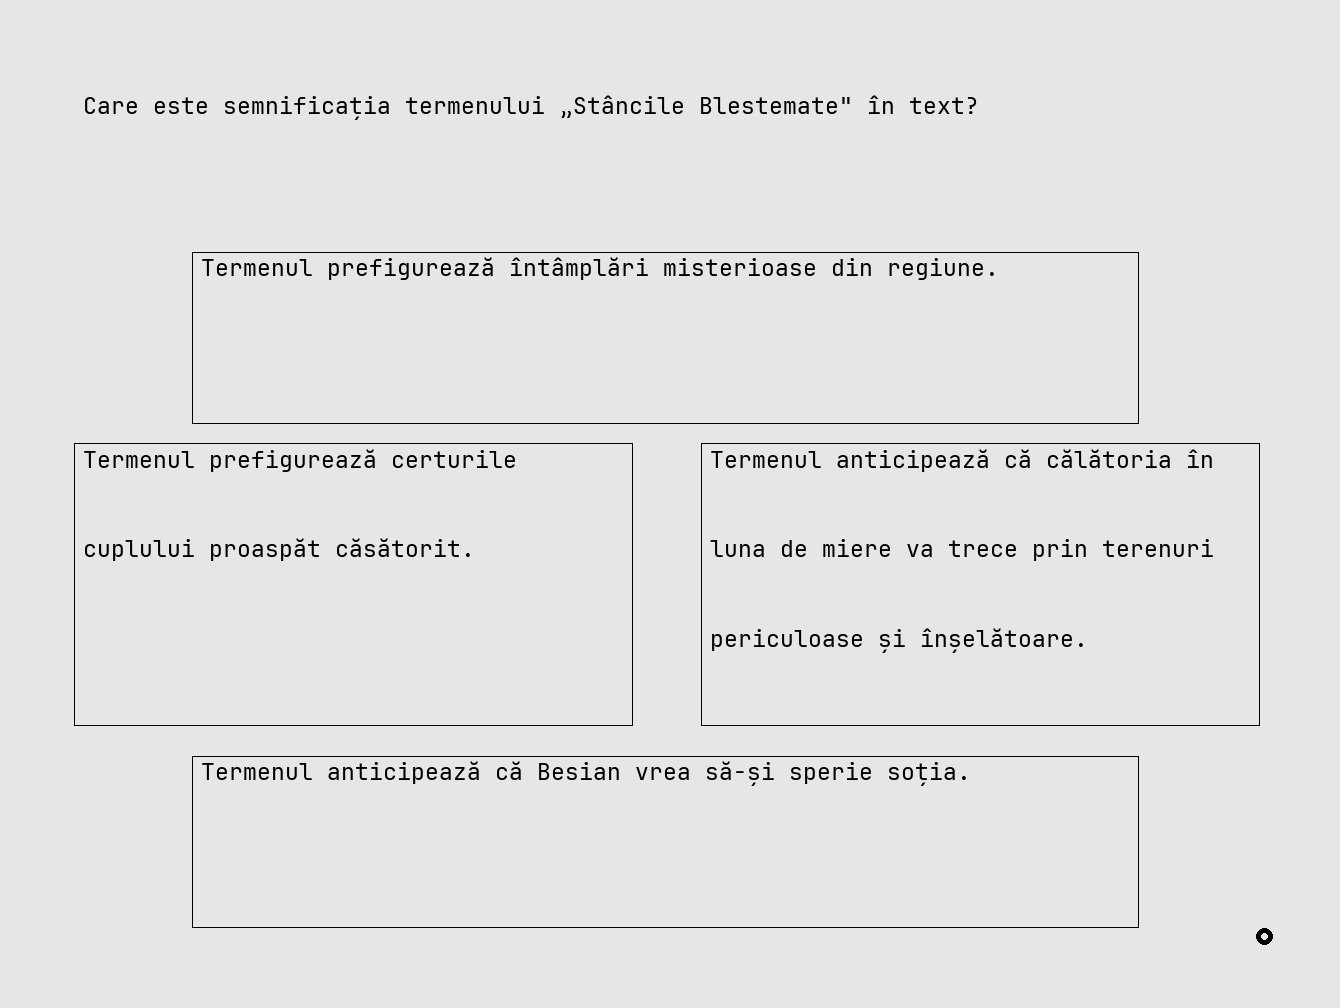 Care este semnificația termenului „Stâncile Blestemate" în text?
Termenul prefigurează întâmplări misterioase din regiune.
Termenul prefigurează certurile
cuplului proaspăt căsătorit.
Termenul anticipează că călătoria în
luna de miere va trece prin terenuri
periculoase și înșelătoare.
Termenul anticipează că Besian vrea să-și sperie soția.